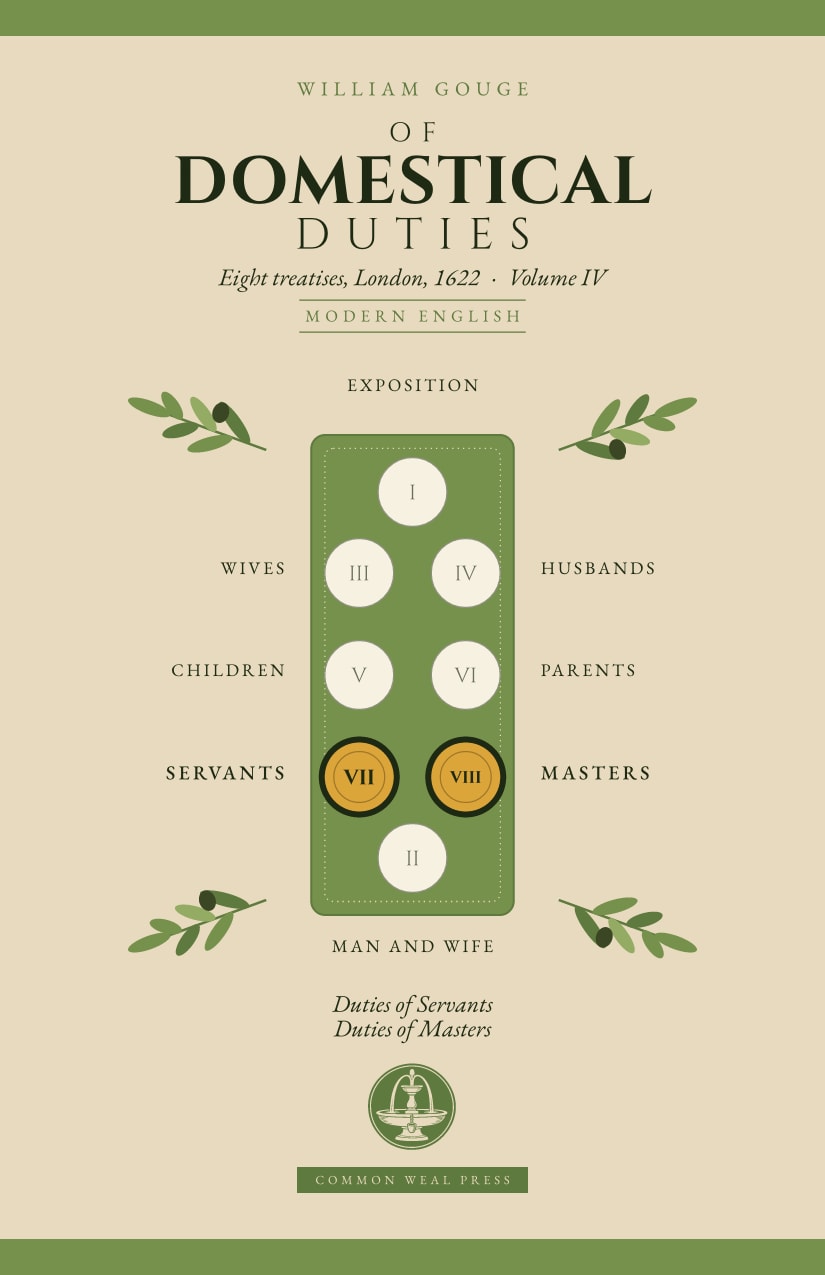 WILLIAM GOUGE
OF
DOMESTICAL
DUTIES
Eight treatises, London, 1622 · Volume IV
MODERN ENGLISH
EXPOSITION
I
WIVES III IV HUSBANDS
CHILDREN V VI PARENTS
SERVANTS VII VIII MASTERS
II
MAN AND WIFE
Duties of Servants
Duties of Masters
COMMON WEAL PRESS